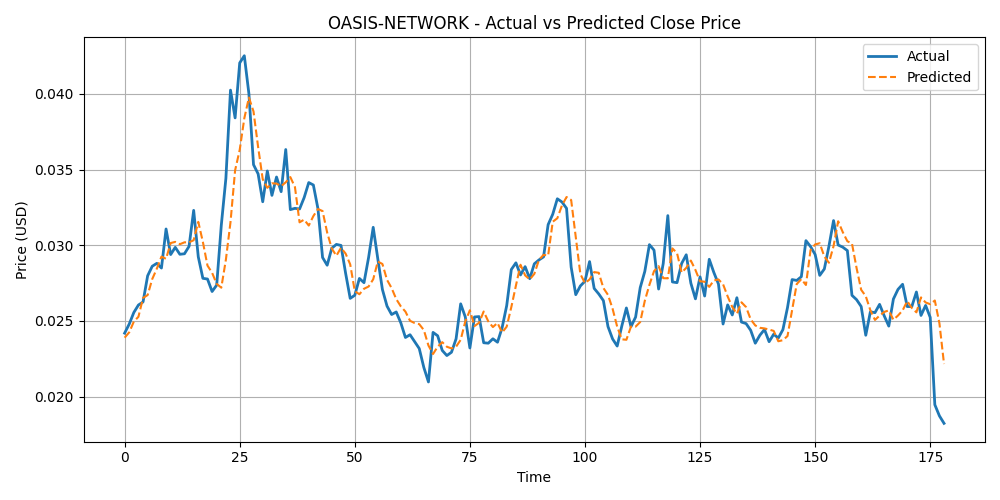 OASIS-NETWORK - Actual vs Predicted Close Price
Actual
Predicted
Price (USD)
0.040
0.035
0.030
0.025
0.020
0 25 50 75 100 125 150 175
Time